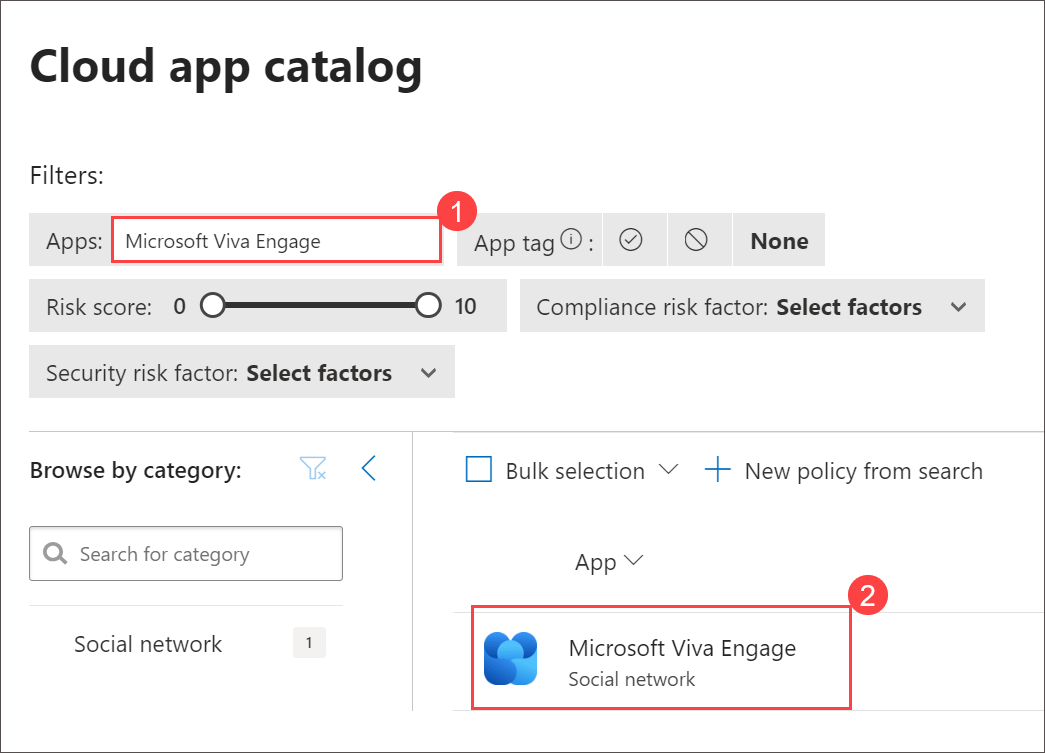 Cloud app catalog
Filters:
Apps: Microsoft Viva Engage 1 App tag : None
Risk score: 0 10 Compliance risk factor: Select factors
Security risk factor: Select factors
Browse by category: Bulk selection New policy from search
Search for category
App
2
Social network 1 Microsoft Viva Engage
Social network